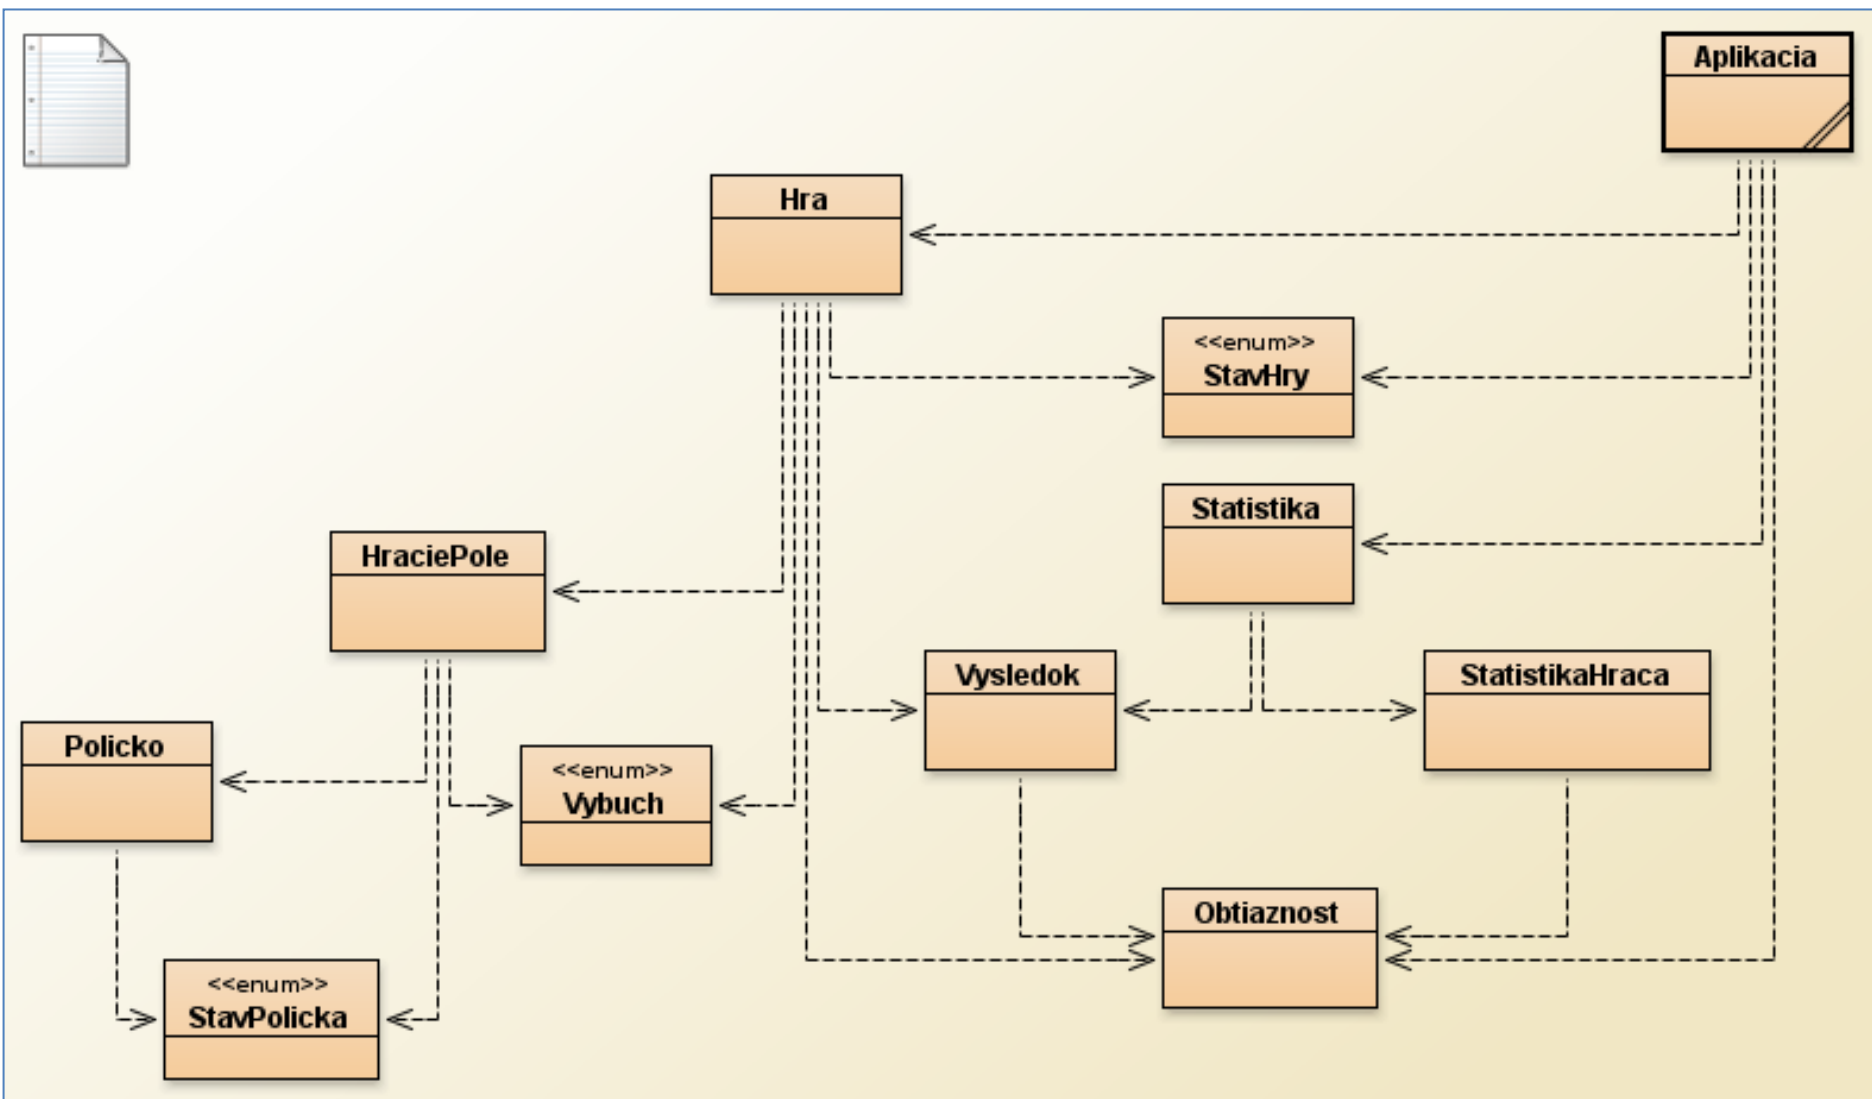 Aplikacia
Hra
<<enum>>
StavHry
Statistika
HraciePole
Vysledok
StatistikaHraca
Policko
<<enum>>
Vybuch
Obtiaznost
<<enum>>
StavPolicka